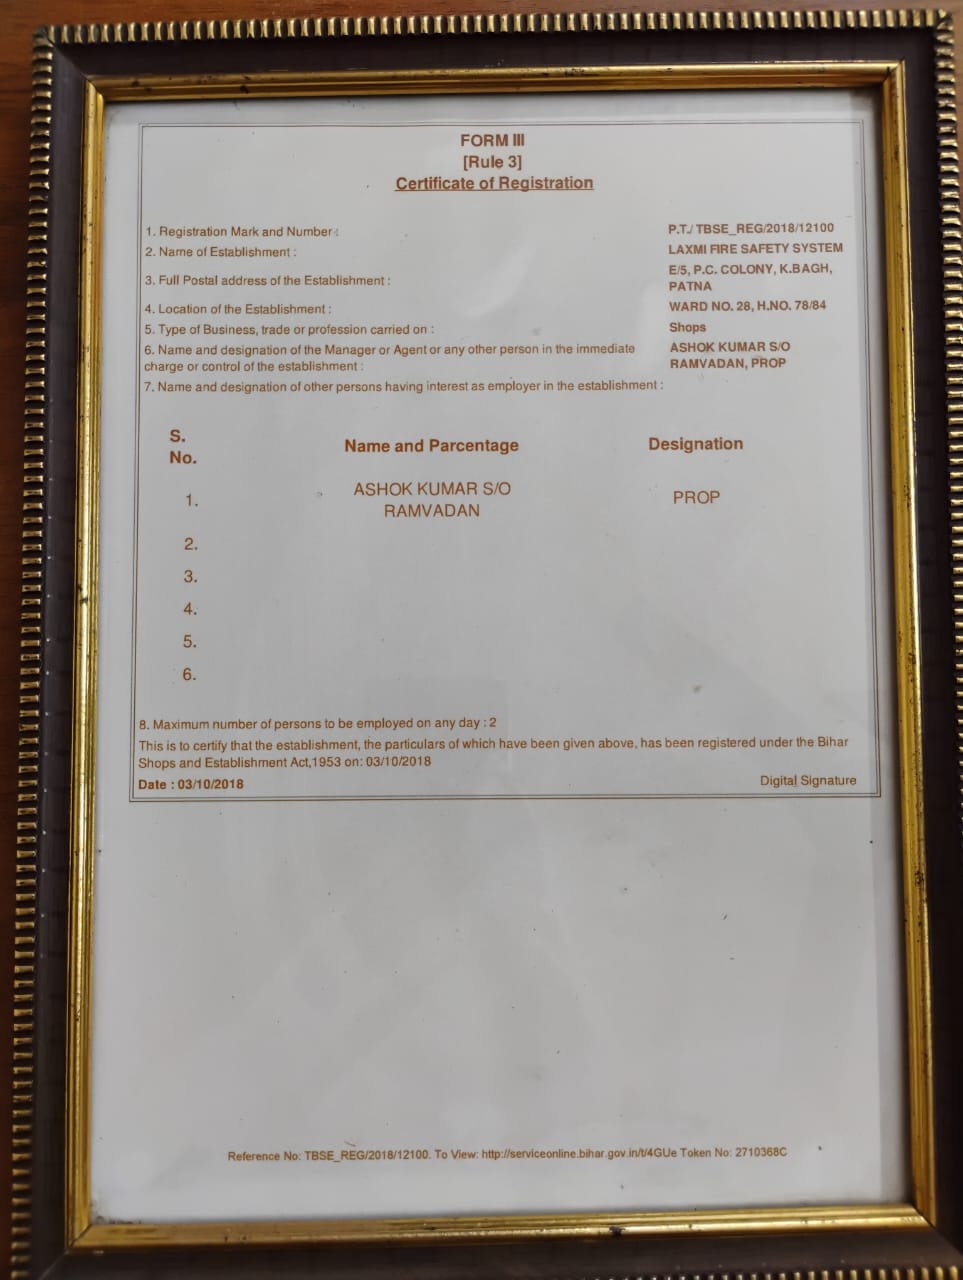 FORM III
[Rule 3]
Certificate of Registration
1. Registration Mark and Number : P.T./ TBSE_REG/2018/12100
2. Name of Establishment : LAXMI FIRE SAFETY SYSTEM
3. Full Postal address of the Establishment : E/5, P.C. COLONY, K.BAGH,
PATNA
4. Location of the Establishment : WARD NO. 28, H.NO. 78/84
5. Type of Business, trade or profession carried on : Shops
6. Name and designation of the Manager or Agent or any other person in the immediate ASHOK KUMAR S/O
charge or control of the establishment : RAMVADAN, PROP
7. Name and designation of other persons having interest as employer in the establishment :
S.
No. Name and Parcentage Designation
1. ASHOK KUMAR S/O PROP
RAMVADAN
2.
3.
4.
5.
6.
8. Maximum number of persons to be employed on any day : 2
This is to certify that the establishment, the particulars of which have been given above, has been registered under the Bihar
Shops and Establishment Act,1953 on: 03/10/2018
Date : 03/10/2018 Digital Signature
Reference No: TBSE_REG/2018/12100. To View: http://serviceonline.bihar.gov.in/t/4GUe Token No: 2710368C